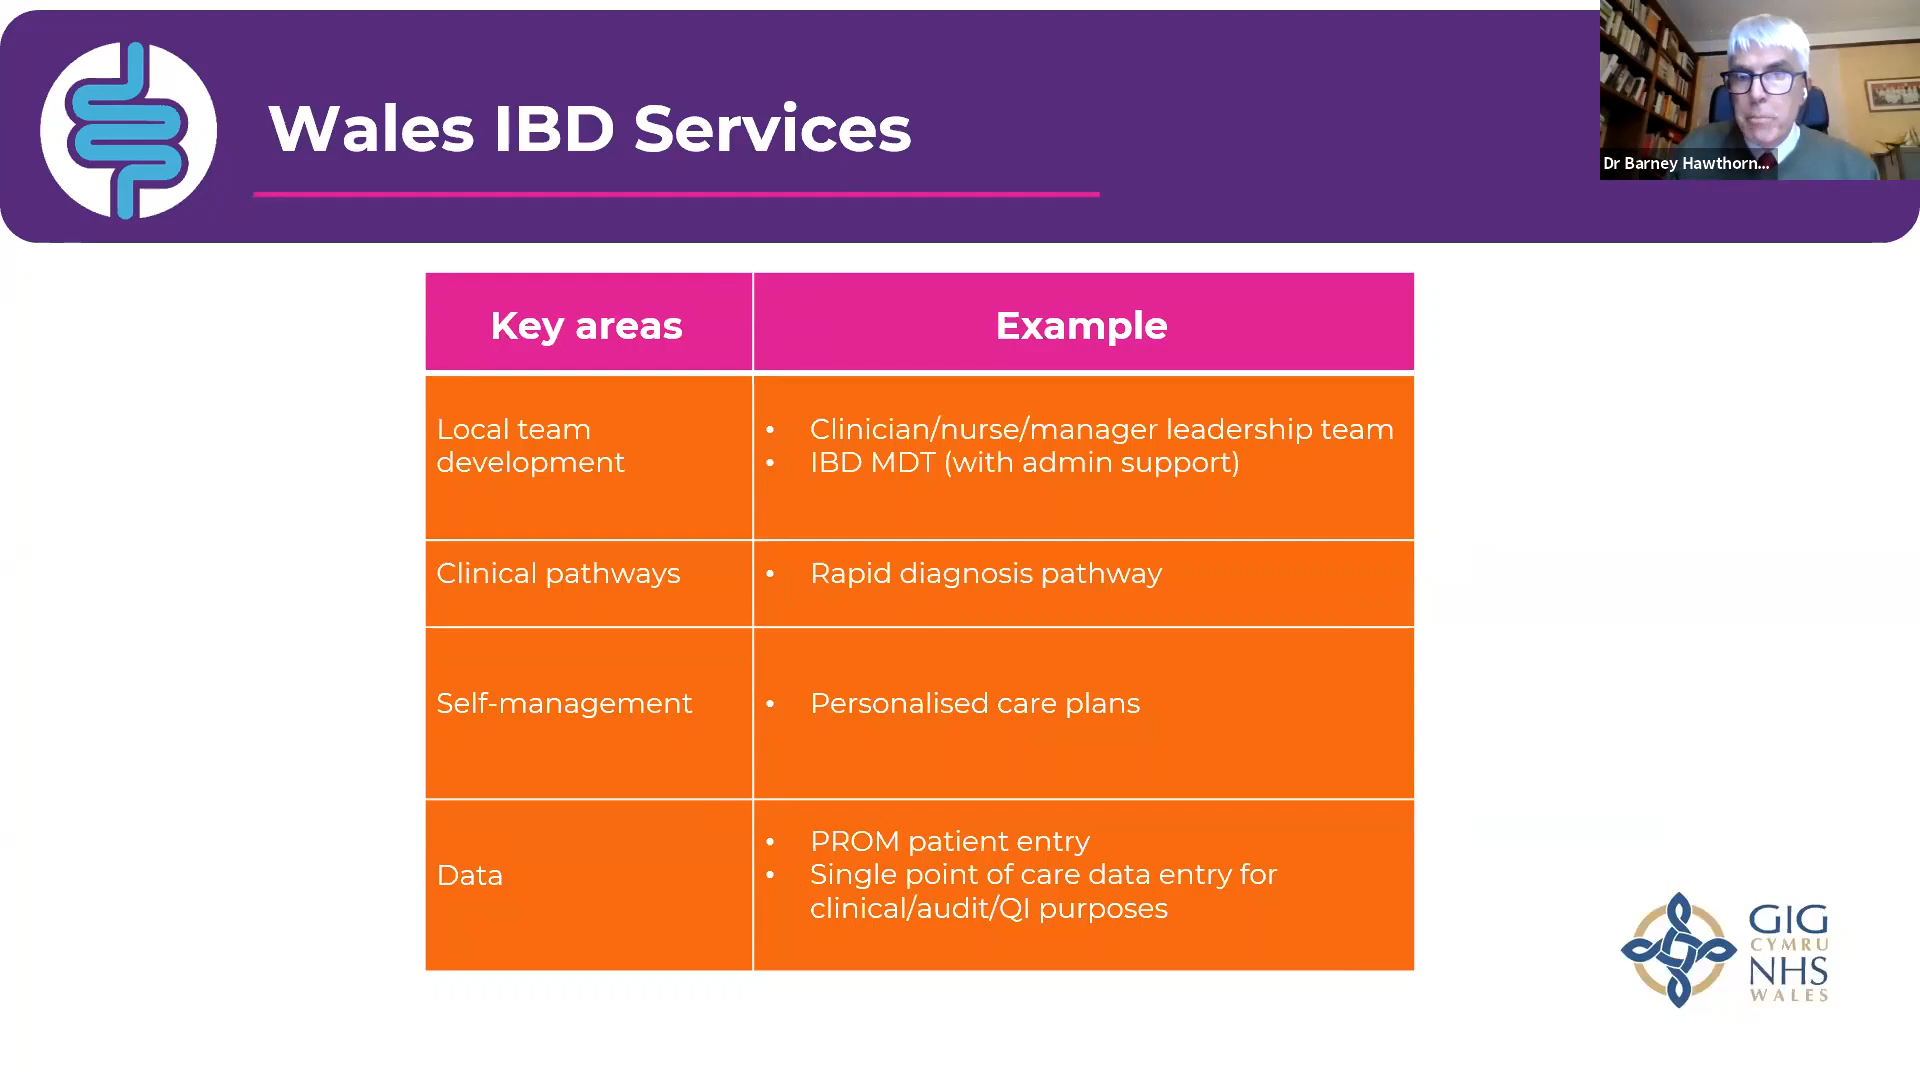 Wales IBD Services
Dr Barney Hawthorn...
Key areas
Example
Local team
development
• Clinician/nurse/manager leadership team
• IBD MDT (with admin support)
Clinical pathways
• Rapid diagnosis pathway
Self-management
• Personalised care plans
Data
• PROM patient entry
• Single point of care data entry for
clinical/audit/QI purposes
GIG
CYMRU
NHS
WALES